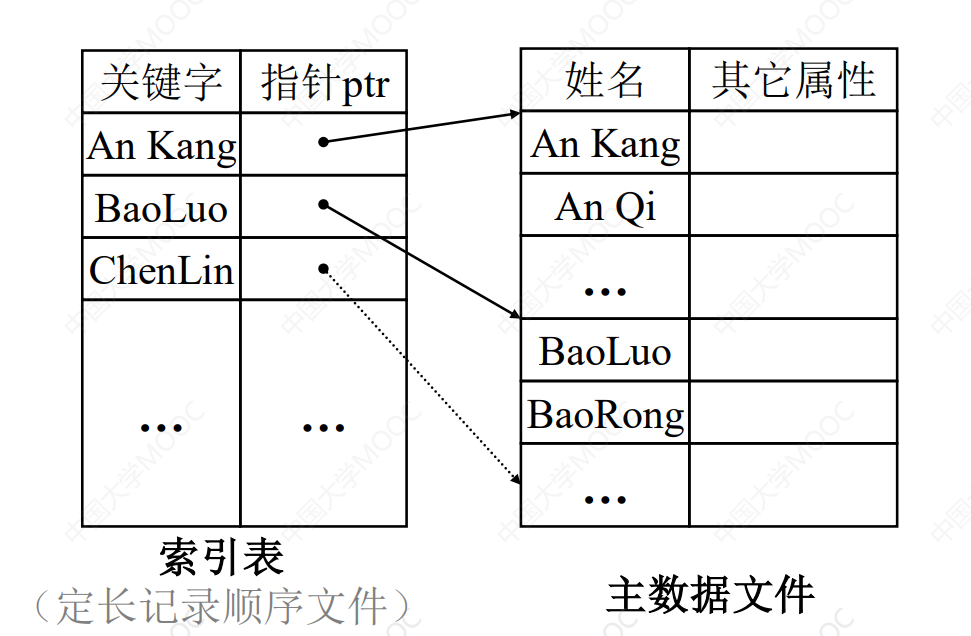 关键字 指针ptr
An Kang
BaoLuo
ChenLin
... ...
索引表
（定长记录顺序文件）
姓名 其它属性
An Kang
An Qi
...
BaoLuo
BaoRong
...
主数据文件
中国大学MOOC